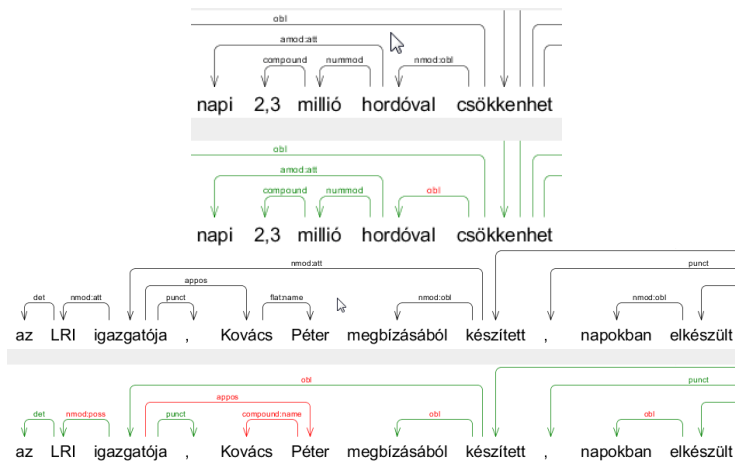 obl
amod:att
compound nummod nmod:obl
napi 2,3 millió hordóval csökkenhet
obl
amod:att
compound nummod obl
napi 2,3 millió hordóval csökkenhet
nmod:att punct
appos
det nmod:att punct flat:name nmod:obl nmod:obl
az LRI igazgatója , Kovács Péter megbízásából készített , napokban elkészült
obl punct
appos
det nmod:poss punct compound:name obl obl
az LRI igazgatója , Kovács Péter megbízásából készített , napokban elkészült